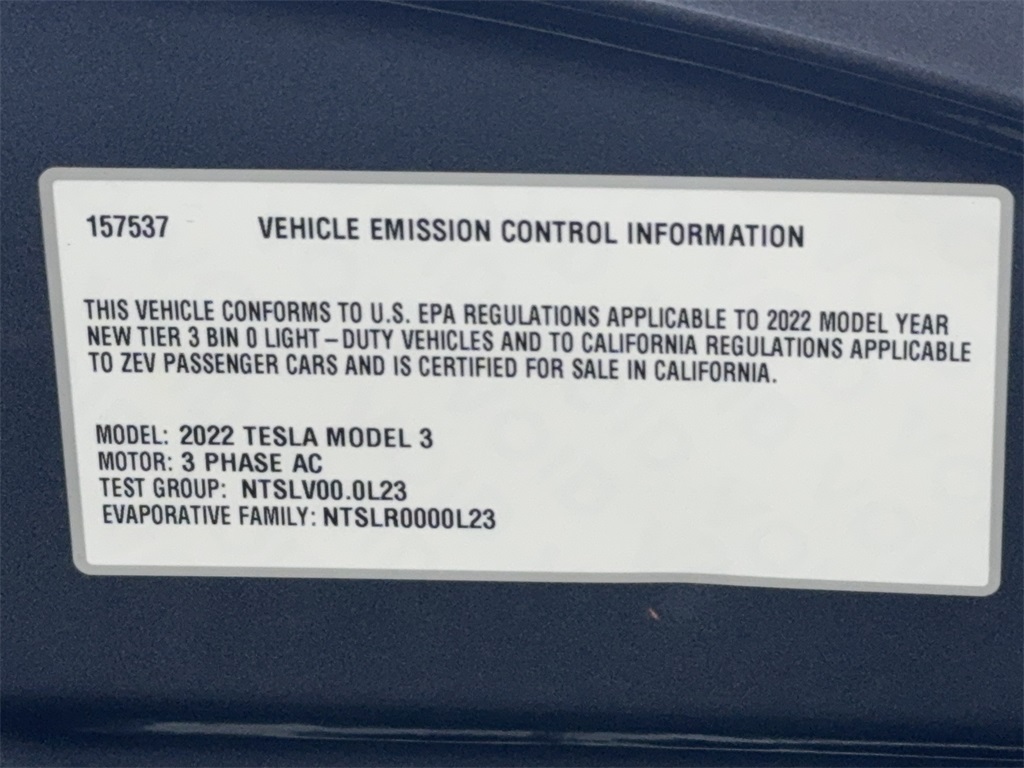 157537 VEHICLE EMISSION CONTROL INFORMATION
THIS VEHICLE CONFORMS TO U.S. EPA REGULATIONS APPLICABLE TO 2022 MODEL YEAR
NEW TIER 3 BIN 0 LIGHT-DUTY VEHICLES AND TO CALIFORNIA REGULATIONS APPLICABLE
TO ZEV PASSENGER CARS AND IS CERTIFIED FOR SALE IN CALIFORNIA.
MODEL: 2022 TESLA MODEL 3
MOTOR: 3 PHASE AC
TEST GROUP: NTSLV00.0L23
EVAPORATIVE FAMILY: NTSLR0000L23